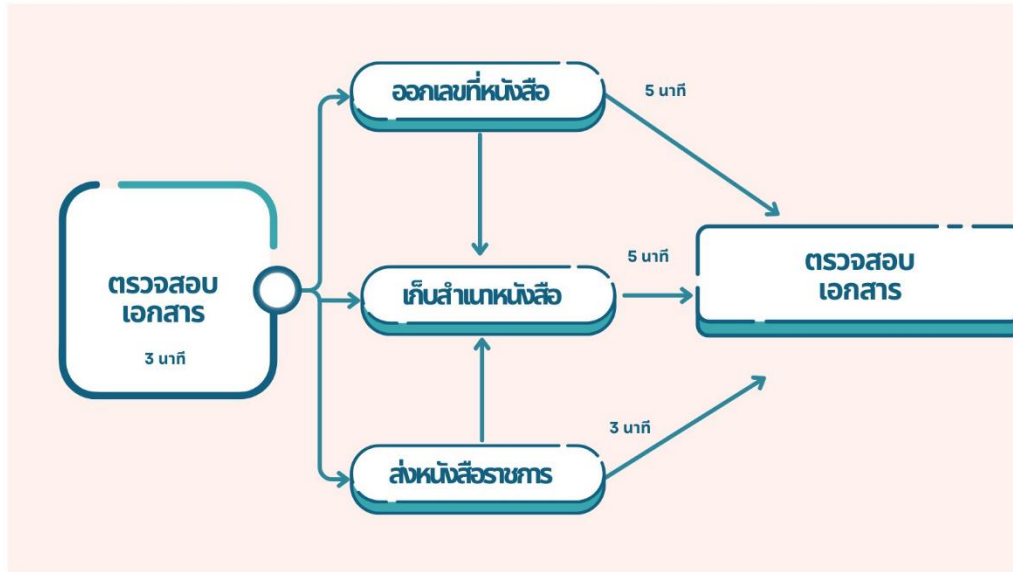 ออกเลขที่หนังสือ
5 นาที
ตรวจสอบ
เอกสาร
3 นาที
เก็บสำเนาหนังสือ
5 นาที
ตรวจสอบ
เอกสาร
3 นาที
ส่งหนังสือราชการ